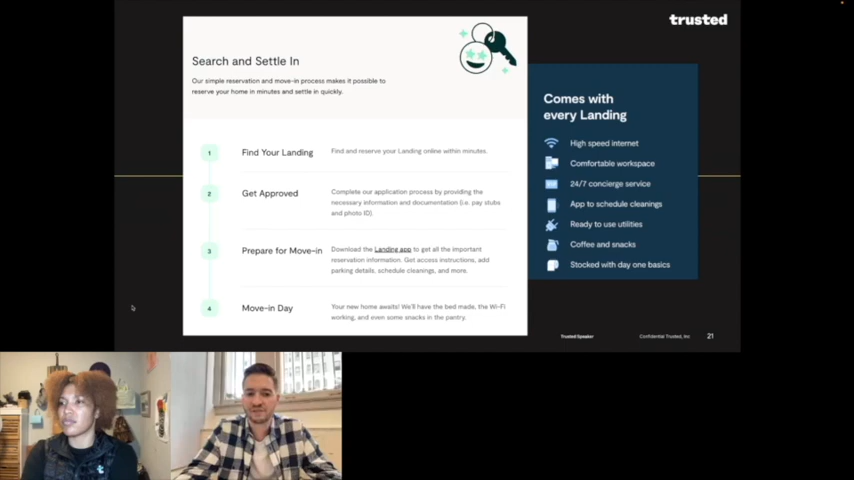 trusted
Search and Settle In
Our simple reservation and move-in process makes it possible to
reserve your home in minutes and settle in quickly.
1
Find Your Landing
Find and reserve your Landing online within minutes.
2
Get Approved
Complete our application process by providing the
necessary information and documentation (i.e. pay stubs
and photo ID).
3
Prepare for Move-in
Download the Landing app to get all the important
reservation information. Get access instructions, add
parking details, schedule cleanings, and more.
4
Move-in Day
Your new home awaits! We'll have the bed made, the Wi-Fi
working, and even some snacks in the pantry.
Comes with
every Landing
High speed internet
Comfortable workspace
24/7 concierge service
App to schedule cleanings
Ready to use utilities
Coffee and snacks
Stocked with day one basics
Trusted Speaker
Confidential Trusted, Inc
21